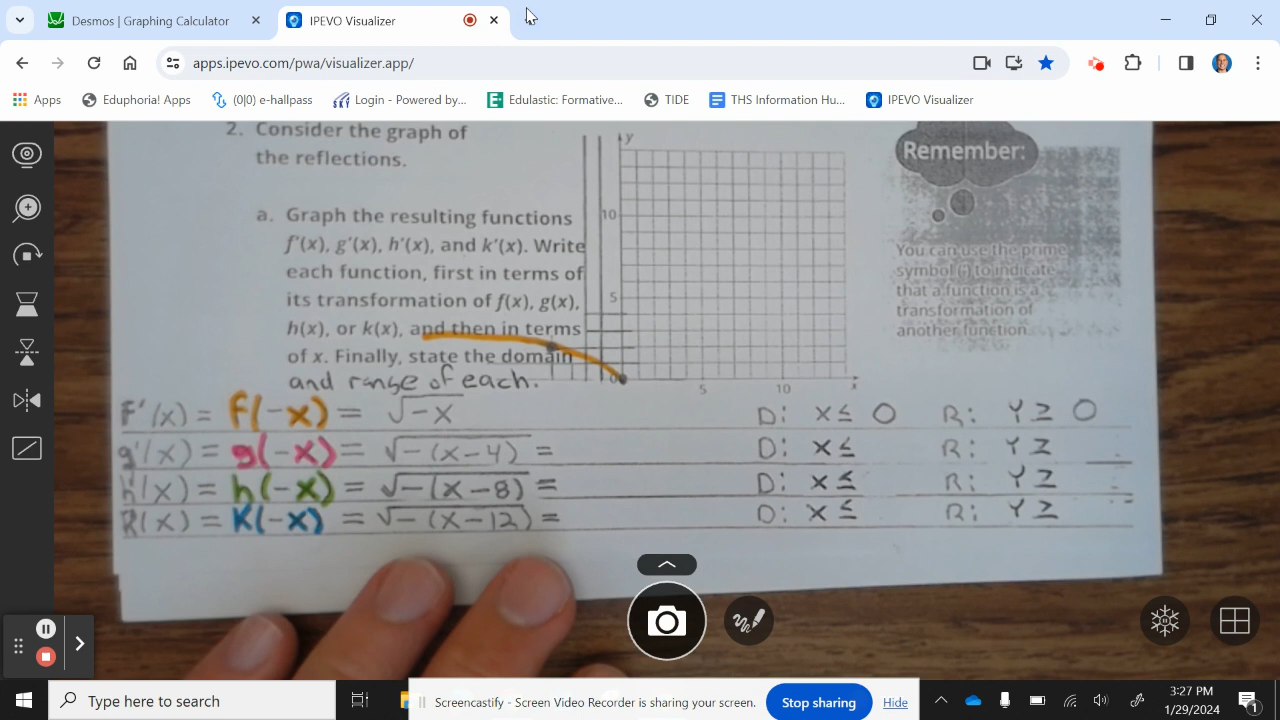 Desmos | Graphing Calculator
IPEVO Visualizer
apps.ipevo.com/pwa/visualizer.app/
Apps
Eduphoria! Apps
(0|0) e-hallpass
Login - Powered by...
Edulastic: Formative...
TIDE
THS Information Hu...
IPEVO Visualizer
2. Consider the graph of
the reflections.
a. Graph the resulting functions
f'(x), g'(x), h'(x), and k'(x). Write
each function, first in terms of
its transformation of f(x), g(x),
h(x), or k(x), and then in terms
of x. Finally, state the domain
and range of each.
y
10
5
0
5
10
x
Remember:
You can use the prime
symbol (') to indicate
that a function is a
transformation of
another function.
F'(x) = f(-x) = √-x D: x ≤ 0 R: Y ≥ 0
g'(x) = g(-x) = √-(x-4) = D: x ≤ R: Y ≥
h'(x) = h(-x) = √-(x-8) = D: x ≤ R: Y ≥
K(x) = K(-x) = √-(x-12) = D: x ≤ R: Y ≥
Type here to search
Screencastify - Screen Video Recorder is sharing your screen.
Stop sharing
Hide
3:27 PM
1/29/2024
1